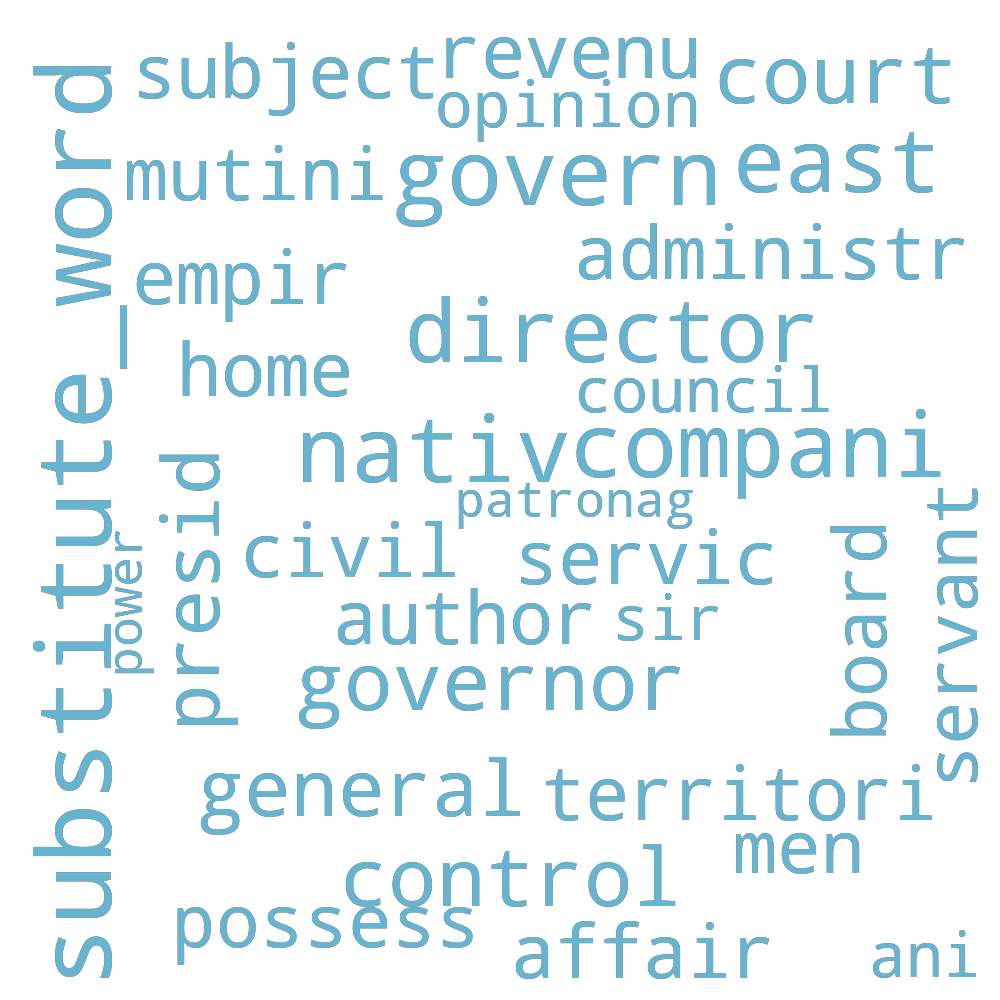 substitute_word
subject
revenu
court
opinion
mutini
govern
east
administr
empir
director
home
council
nativ
compani
patronag
presid
power
civil
servic
board
servant
author
sir
governor
general
territori
men
control
possess
affair
ani